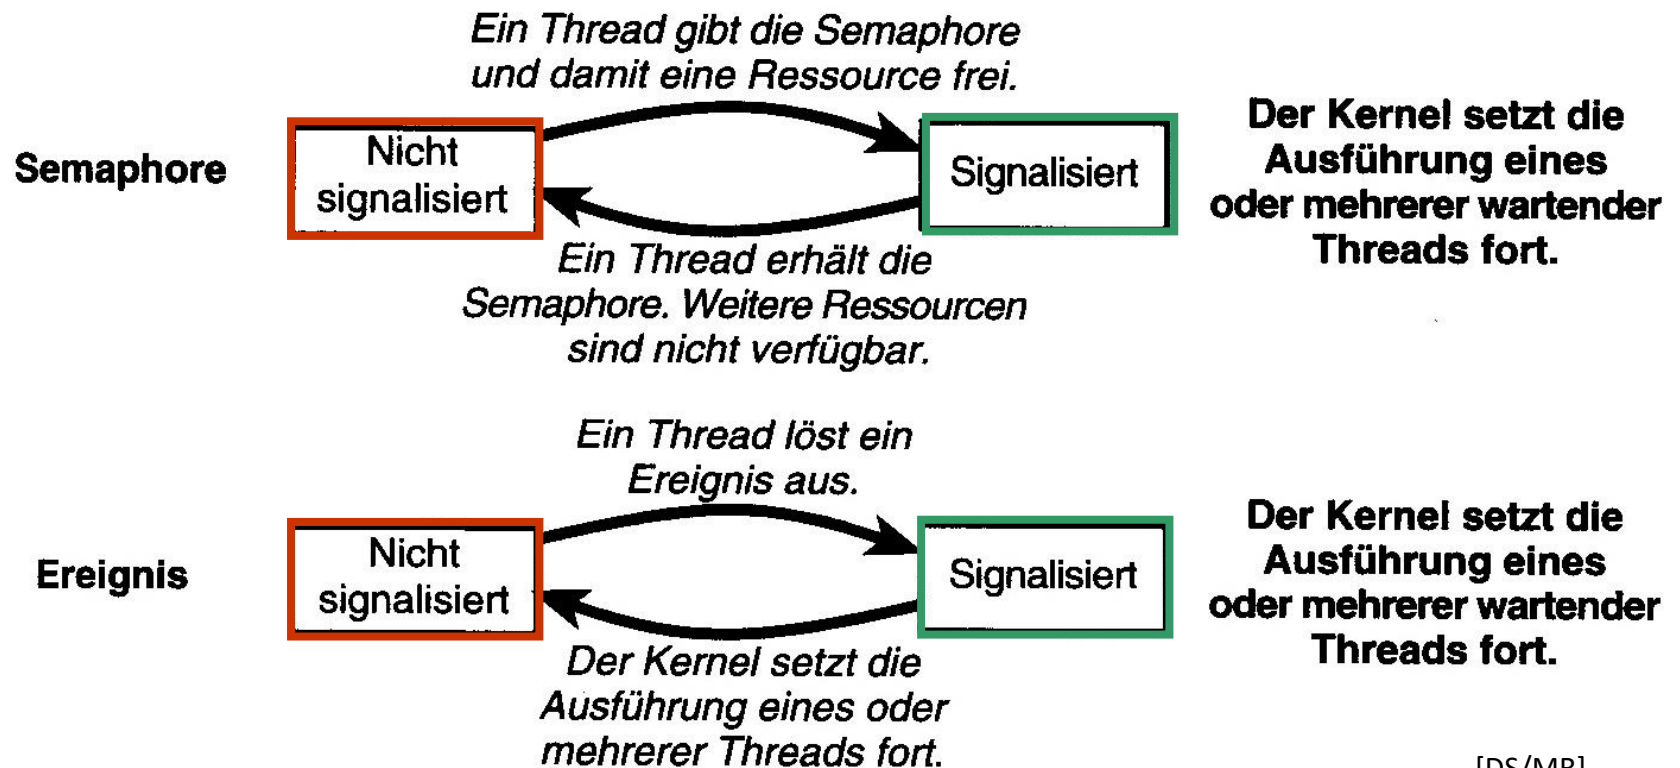 Ein Thread gibt die Semaphore
und damit eine Ressource frei.
Semaphore
Nicht
signalisiert
Signalisiert
Der Kernel setzt die
Ausführung eines
oder mehrerer wartender
Threads fort.
Ein Thread erhält die
Semaphore. Weitere Ressourcen
sind nicht verfügbar.
Ein Thread löst ein
Ereignis aus.
Ereignis
Nicht
signalisiert
Signalisiert
Der Kernel setzt die
Ausführung eines
oder mehrerer wartender
Threads fort.
Der Kernel setzt die
Ausführung eines oder
mehrerer Threads fort.
[DS/MR]